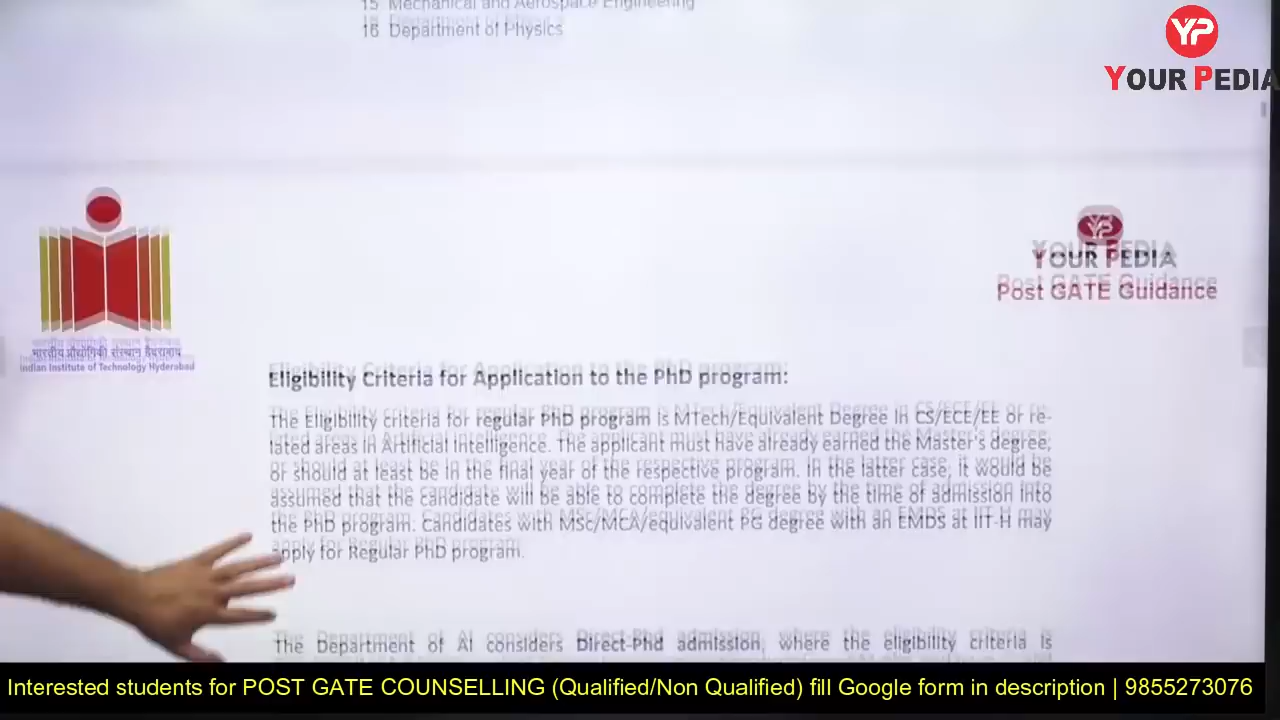 15 Mechanical and Aerospace Engineering
16 Department of Physics
YP
YOUR PEDIA
YP
YOUR PEDIA
Post GATE Guidance
भारतीय औद्योगिकी संस्थान हैदराबाद
Indian Institute of Technology Hyderabad
Eligibility Criteria for Application to the PhD program:
The Eligibility criteria for regular PhD program is MTech/Equivalent Degree in CS/ECE/EE or re-
lated areas in Artificial Intelligence. The applicant must have already earned the Master's degree,
or should at least be in the final year of the respective program. In the latter case, it would be
assumed that the candidate will be able to complete the degree by the time of admission into
the PhD program. Candidates with MSc/MCA/equivalent PG degree with an EMDS at IIT-H may
apply for Regular PhD program.
The Department of AI considers Direct-Phd admission, where the eligibility criteria is
Interested students for POST GATE COUNSELLING (Qualified/Non Qualified) fill Google form in description | 9855273076